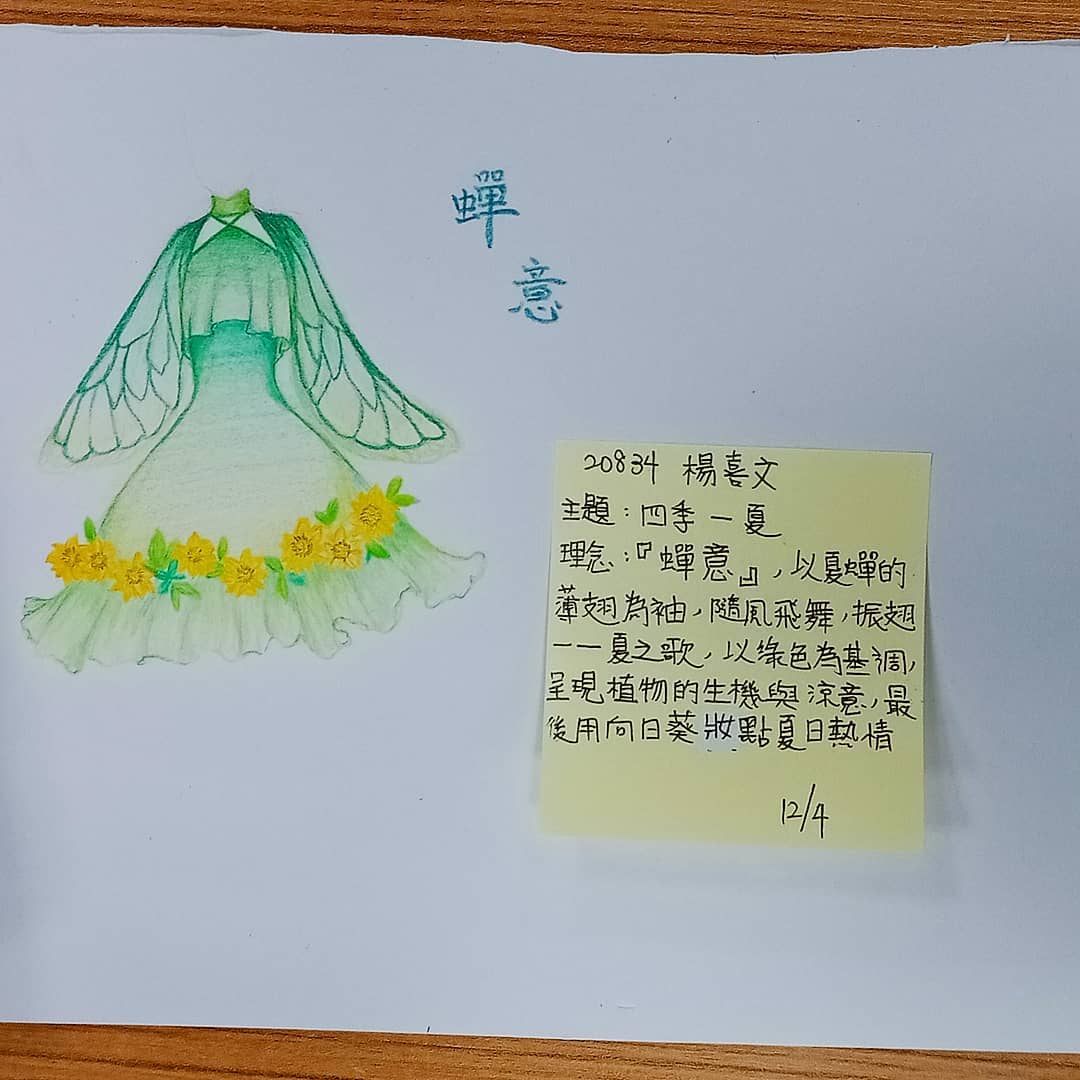 蟬
意
20834 楊喜文
主題：四季－夏
理念：『蟬意』，以夏蟬的
薄翅為袖，隨風飛舞，振翅
一一夏之歌，以綠色為基調，
呈現植物的生機與涼意，最
後用向日葵妝點夏日熱情
12/4